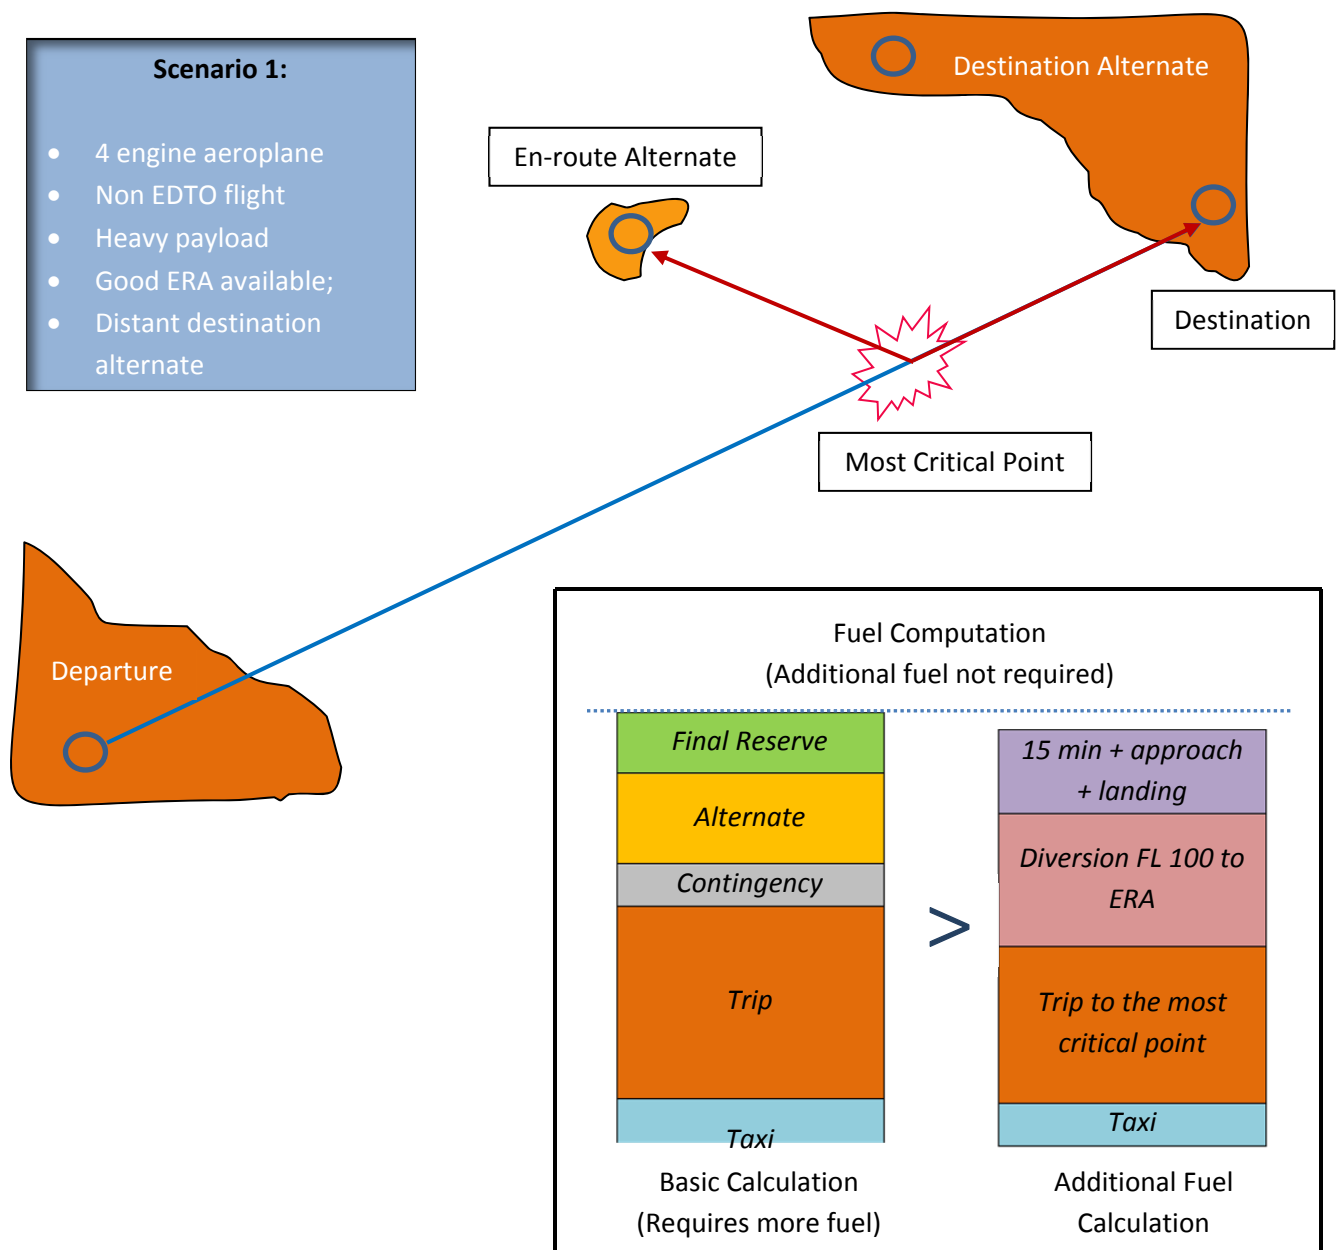 Scenario 1:
• 4 engine aeroplane
• Non EDTO flight
• Heavy payload
• Good ERA available;
• Distant destination
alternate
Destination Alternate
En-route Alternate
Destination
Most Critical Point
Departure
Fuel Computation
(Additional fuel not required)
Final Reserve
Alternate
Contingency
Trip
Taxi
Basic Calculation
(Requires more fuel)
>
15 min + approach
+ landing
Diversion FL 100 to
ERA
Trip to the most
critical point
Taxi
Additional Fuel
Calculation